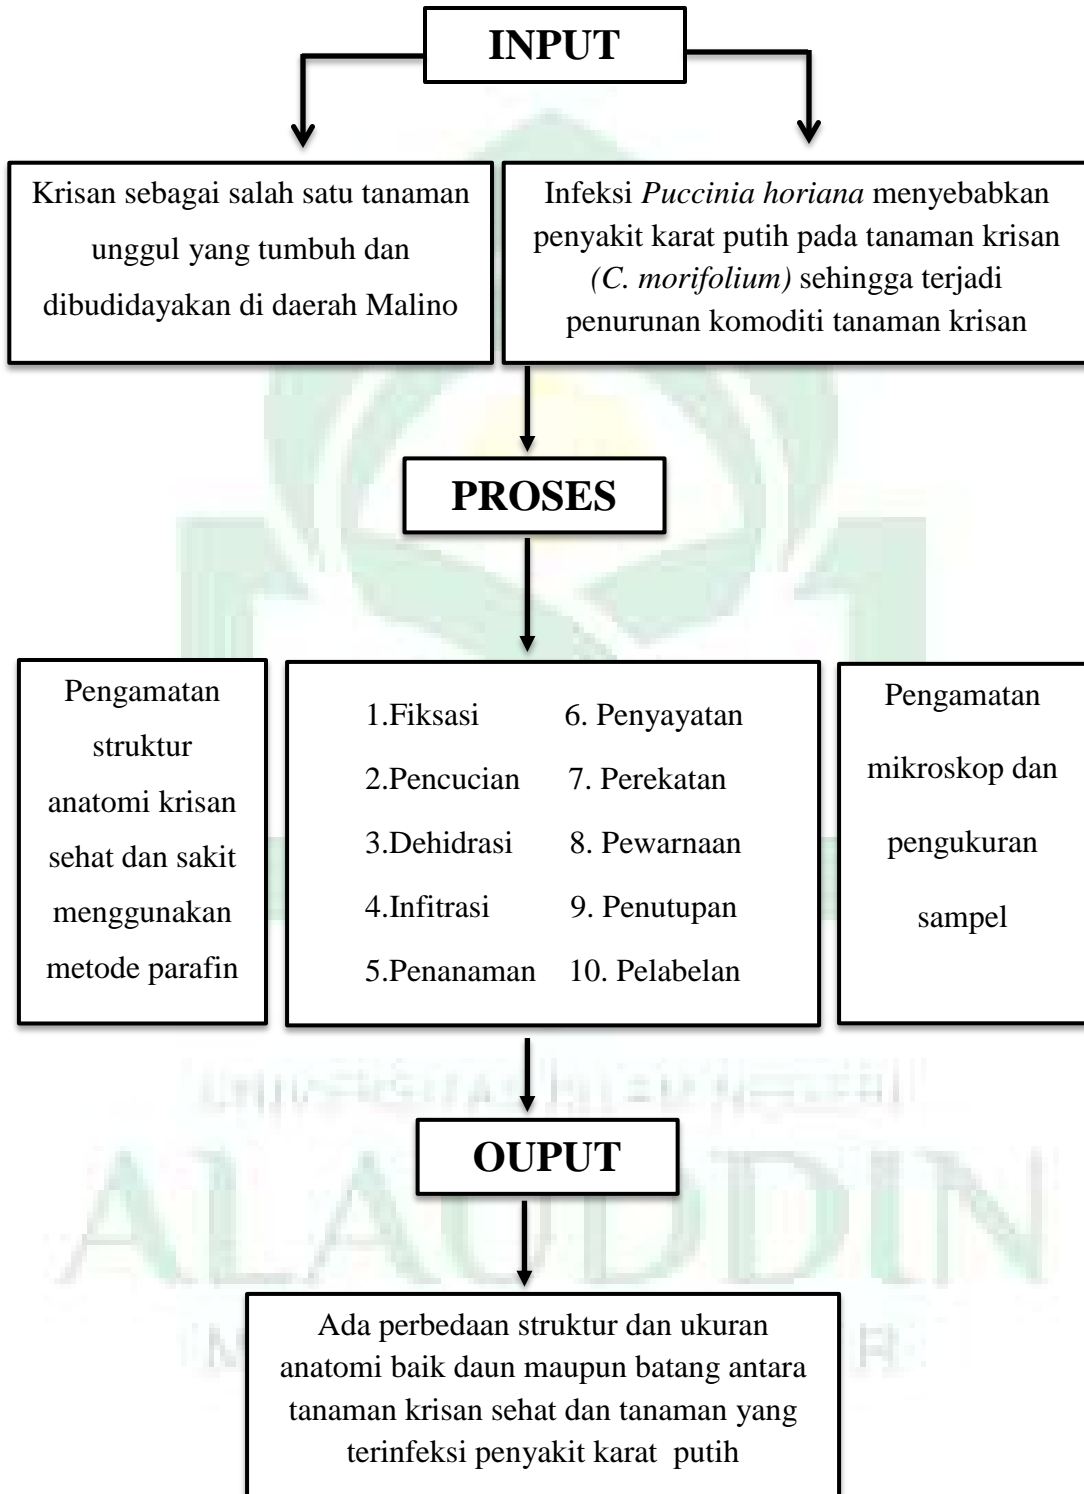 INPUT
Krisan sebagai salah satu tanaman
unggul yang tumbuh dan
dibudidayakan di daerah Malino
Infeksi Puccinia horiana menyebabkan
penyakit karat putih pada tanaman krisan
(C. morifolium) sehingga terjadi
penurunan komoditi tanaman krisan
PROSES
Pengamatan
struktur
anatomi krisan
sehat dan sakit
menggunakan
metode parafin
1.Fiksasi
2.Pencucian
3.Dehidrasi
4.Infitrasi
5.Penanaman
6. Penyayatan
7. Perekatan
8. Pewarnaan
9. Penutupan
10. Pelabelan
Pengamatan
mikroskop dan
pengukuran
sampel
UNIVERSITAS ISLAM NEGERI
OUPUT
ALAUDDIN
Ada perbedaan struktur dan ukuran
anatomi baik daun maupun batang antara
tanaman krisan sehat dan tanaman yang
terinfeksi penyakit karat putih